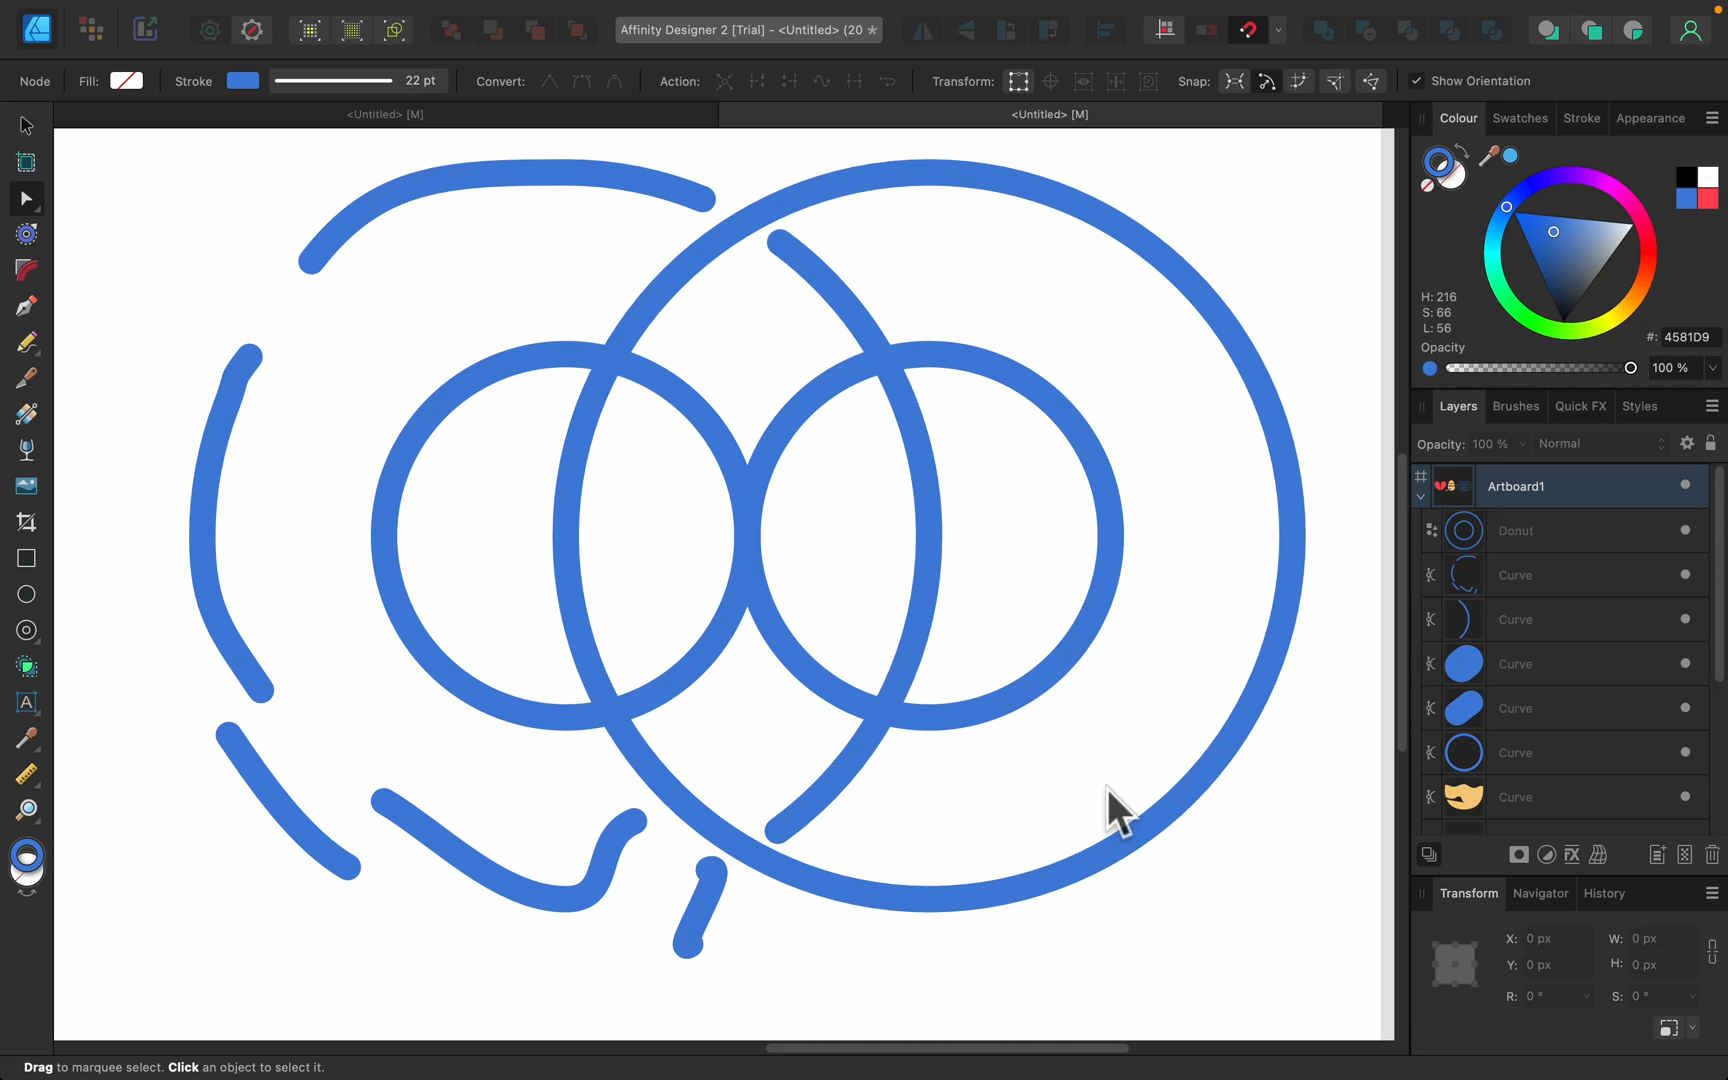 Affinity Designer 2 [Trial] - <Untitled> (20 *
Node Fill: Stroke 22 pt Convert: Action: Transform: Snap: Show Orientation
<Untitled> [M] <Untitled> [M]
Colour Swatches Stroke Appearance
H: 216
S: 66
L: 56
#: 4581D9
Opacity
100 %
Layers Brushes Quick FX Styles
Opacity: 100 % Normal
Artboard1
Donut
Curve
Curve
Curve
Curve
Curve
Curve
Transform Navigator History
X: 0 px W: 0 px
Y: 0 px H: 0 px
R: 0 ° S: 0 °
A
FX
Drag to marquee select. Click an object to select it.